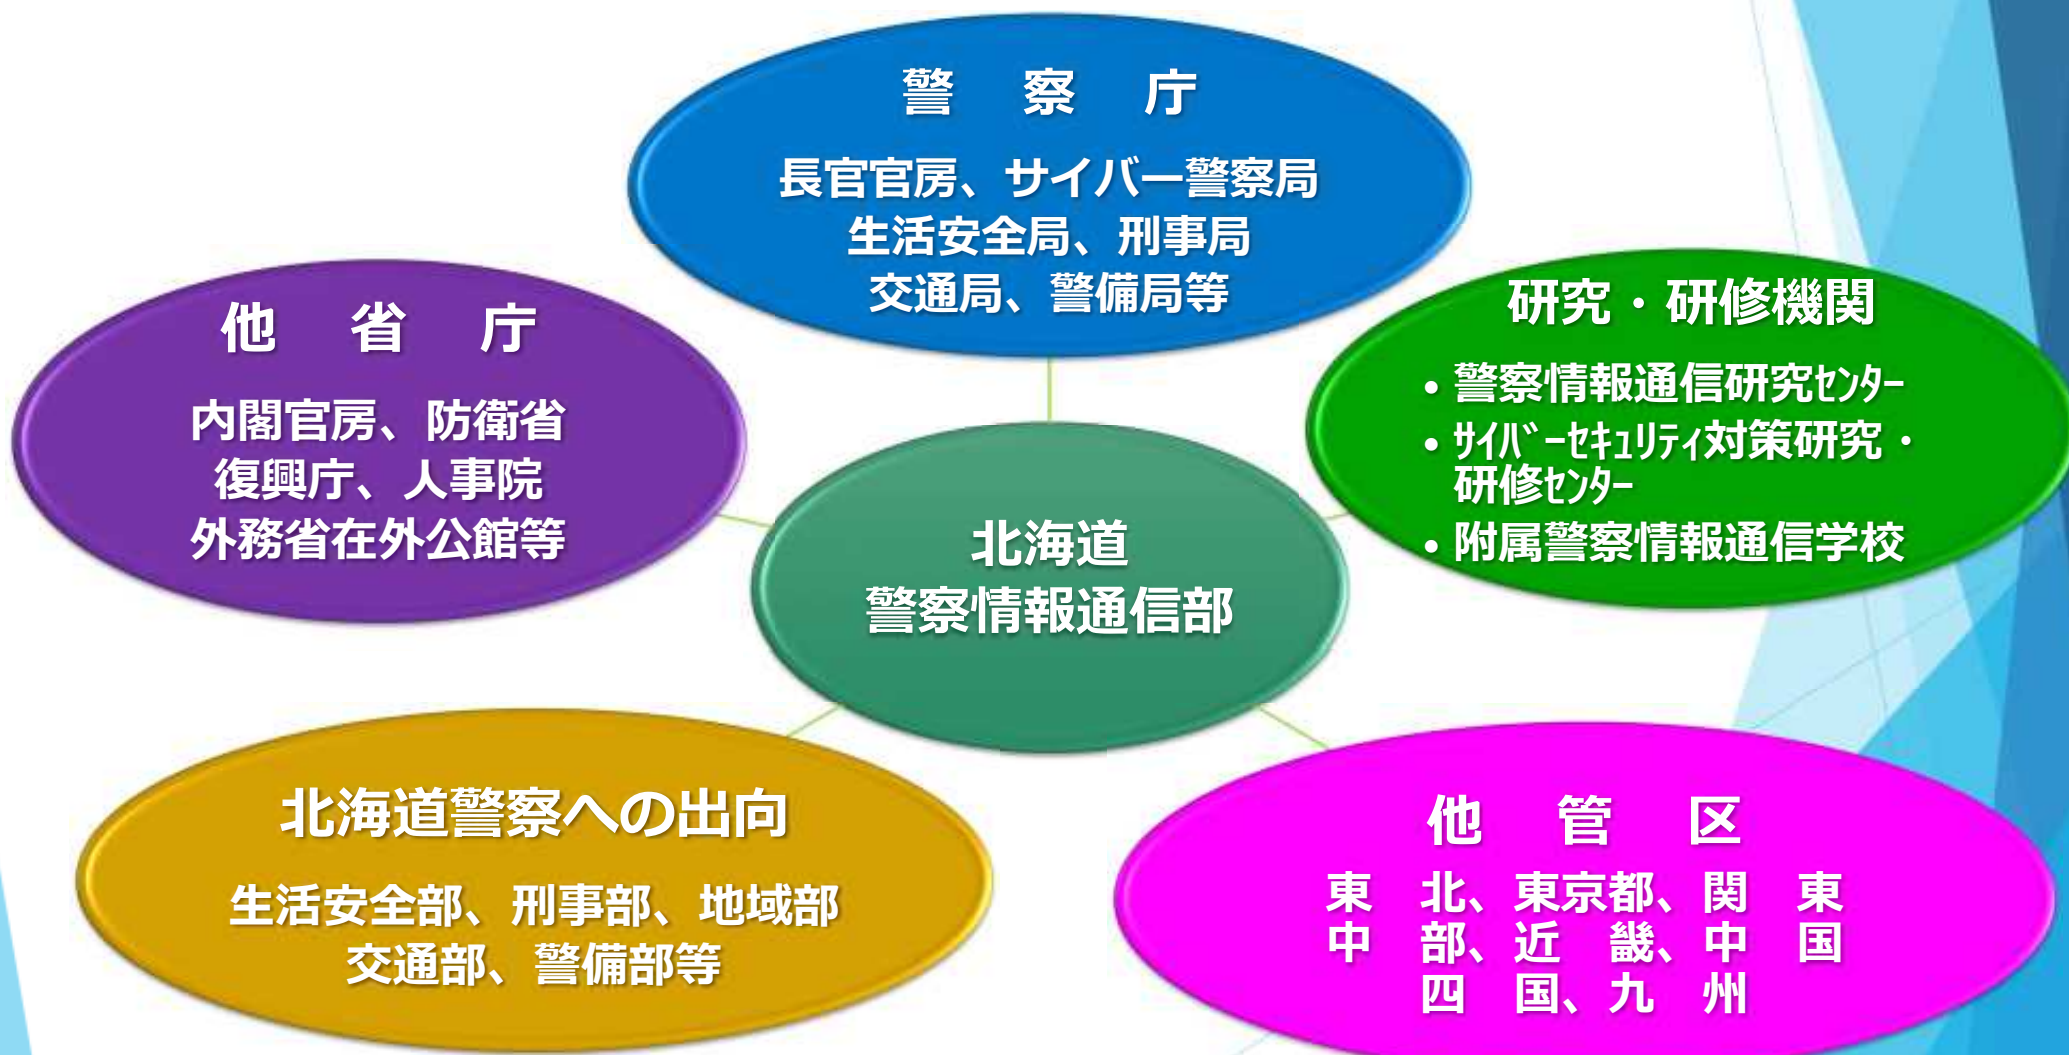 警　察　庁
長官官房、サイバー警察局
生活安全局、刑事局
交通局、警備局等
他　省　庁
内閣官房、防衛省
復興庁、人事院
外務省在外公館等
研究・研修機関
• 警察情報通信研究ｾﾝﾀｰ
• ｻｲﾊﾞｰｾｷｭﾘﾃｨ対策研究・
研修ｾﾝﾀｰ
• 附属警察情報通信学校
北海道
警察情報通信部
北海道警察への出向
生活安全部、刑事部、地域部
交通部、警備部等
他　管　区
東　北、東京都、関　東
中　部、近　畿、中　国
四　国、九　州